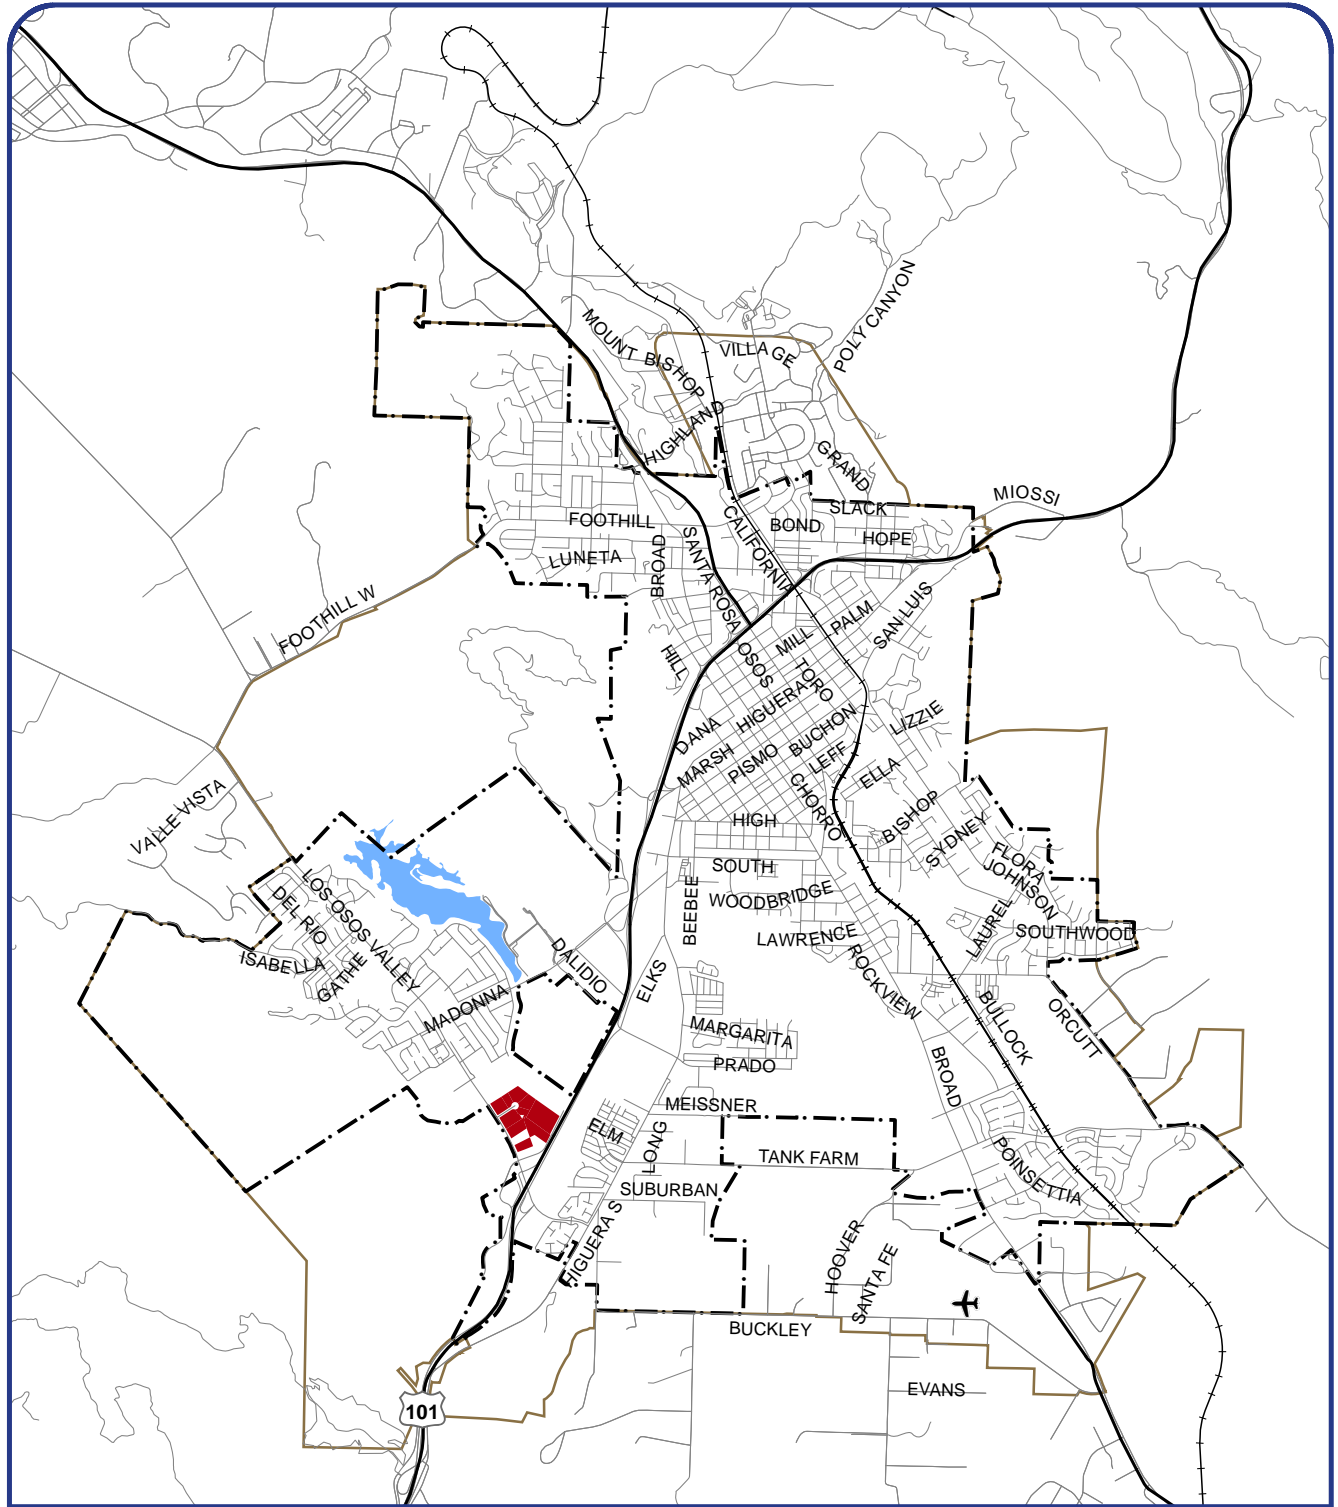 POLY CANYON
MOUNT BISHOP
VILLAGE
HIGHLAND
GRAND
MIOSSI
SLACK
FOOTHILL
CALIFORNIA
BOND
HOPE
SANTA ROSA
BROAD
LUNETA
FOOTHILL W
PALM
SAN LUIS
MILL
HILL
OSOS
TORO
HIGUERA
DANA
BUCHON
LIZZIE
MARSH
PISMO
LEFF
ELLA
CHORRO
VALLE VISTA
HIGH
BISHOP
SYDNEY
FLORA
JOHNSON
SOUTH
LOS OSOS VALLEY
DEL RIO
WOODBRIDGE
BEEBEE
LAUREL
SOUTHWOOD
LAWRENCE
ISABELLA
GATHE
DALIDIO
ELKS
ROCKVIEW
MADONNA
BULLOCK
ORCUTT
MARGARITA
PRADO
BROAD
MEISSNER
ELM
LONG
TANK FARM
POINSETTIA
SUBURBAN
HIGUERA S
HOOVER
SANTA FE
BUCKLEY
EVANS
101